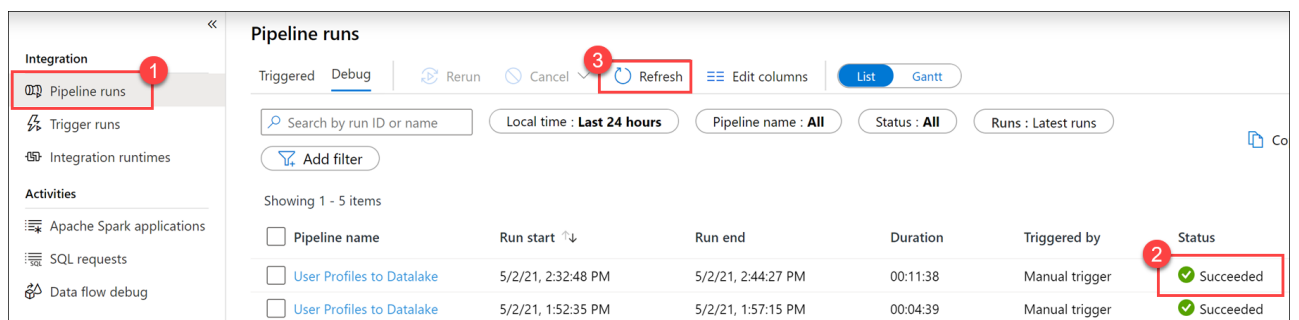 «
Integration
1
Pipeline runs
Trigger runs
Integration runtimes
Activities
Apache Spark applications
SQL requests
Data flow debug
Pipeline runs
3
Triggered Debug Rerun Cancel Refresh Edit columns List Gantt
Search by run ID or name Local time : Last 24 hours Pipeline name : All Status : All Runs : Latest runs
Co
Add filter
Showing 1 - 5 items
Pipeline name Run start ↑↓ Run end Duration Triggered by Status
2
User Profiles to Datalake 5/2/21, 2:32:48 PM 5/2/21, 2:44:27 PM 00:11:38 Manual trigger Succeeded
User Profiles to Datalake 5/2/21, 1:52:35 PM 5/2/21, 1:57:15 PM 00:04:39 Manual trigger Succeeded